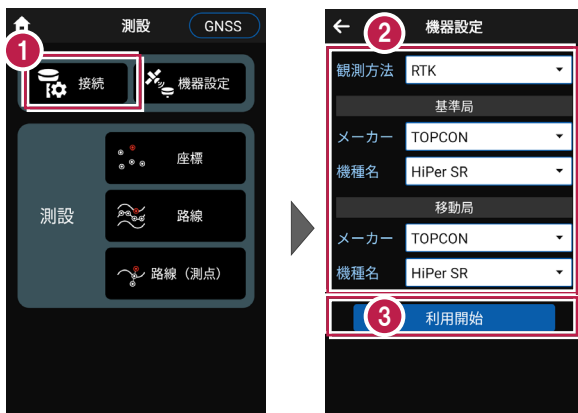 測設
GNSS
1
接続
機器設定
測設
座標
路線
路線（測点）
2
機器設定
観測方法
RTK
基準局
メーカー
TOPCON
機種名
HiPer SR
移動局
メーカー
TOPCON
機種名
HiPer SR
3
利用開始